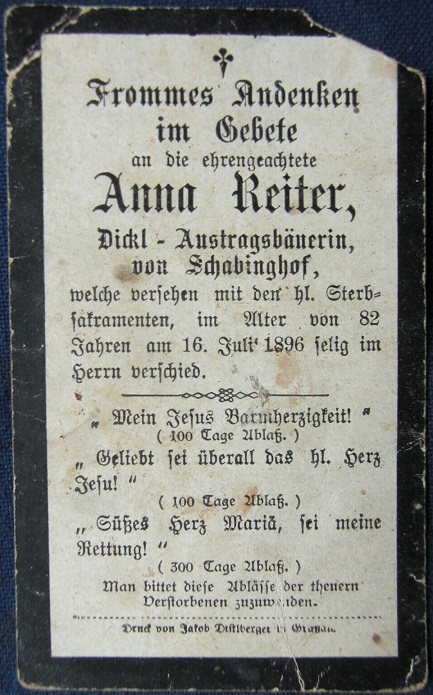 Frommes Andenken
im Gebete
an die ehrengeachtete
Anna Reiter,
Dickl - Austragsbäuerin,
von Schabinghof,
welche versehen mit den hl. Sterb-
sakramenten, im Alter von 82
Jahren am 16. Juli 1896 selig im
Herrn verschied.
„Mein Jesus Barmherzigkeit!“
(100 Tage Ablaß.)
„Geliebt sei überall das hl. Herz
Jesu!“
(100 Tage Ablaß.)
„Süßes Herz Mariä, sei meine
Rettung!“
(300 Tage Ablaß.)
Man bittet diese Ablässe der theuern
Verstorbenen zuzuwenden.
Druck von Jakob Distlberger in